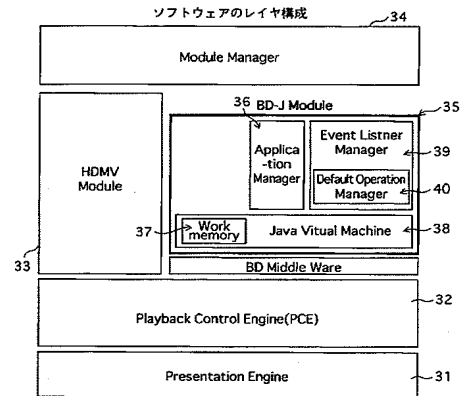 ソフトウェアのレイヤ構成
34
Module Manager
BD-J Module
35
36
HDMV
Module
33
Applica
-tion
Manager
Event Listner
Manager
39
Default Operation
Manager
40
37
Work
memory
Java Vitual Machine
38
BD Middle Ware
32
Playback Control Engine(PCE)
Presentation Engine
31